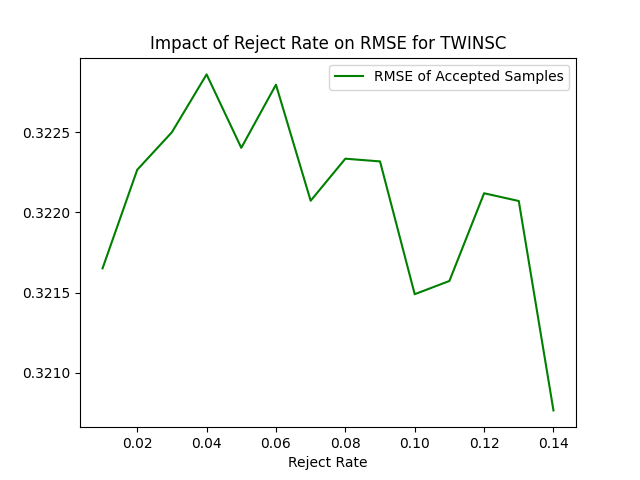 Impact of Reject Rate on RMSE for TWINSC
RMSE of Accepted Samples
0.3225
0.3220
0.3215
0.3210
0.02 0.04 0.06 0.08 0.10 0.12 0.14
Reject Rate